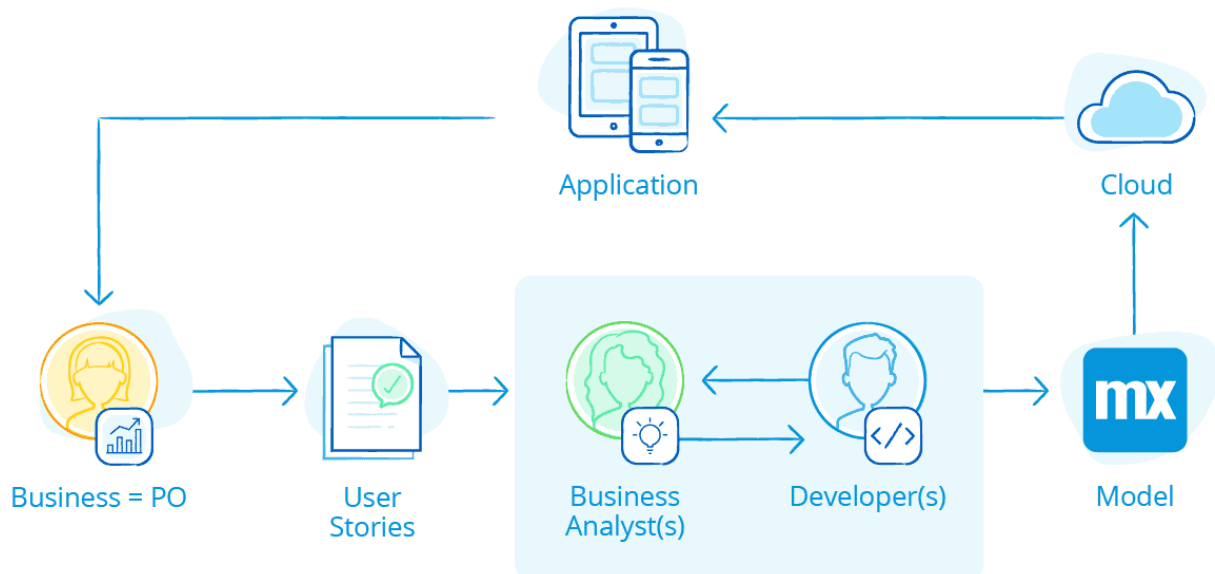 Application
Cloud
Business = PO
User
Stories
Business
Analyst(s)
</>
Developer(s)
mx
Model